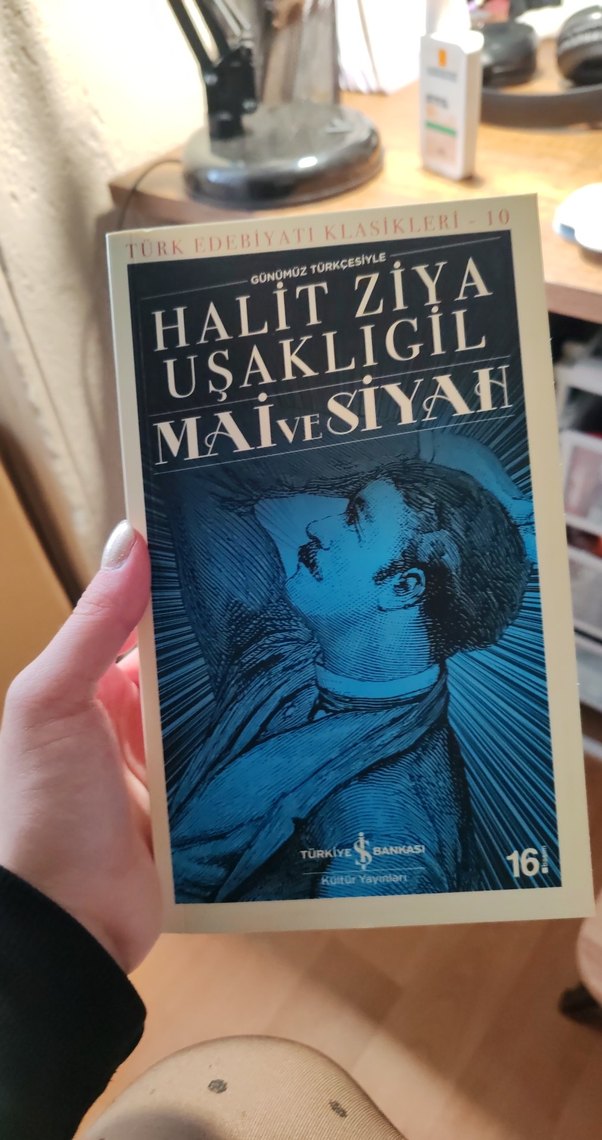 TÜRK EDEBİYATI KLASİKLERİ - 10
GÜNÜMÜZ TÜRKÇESİYLE
HALİT ZİYA
UŞAKLIGİL
MAİ VE SİYAH
TÜRKİYE İŞ BANKASI
Kültür Yayınları
16.